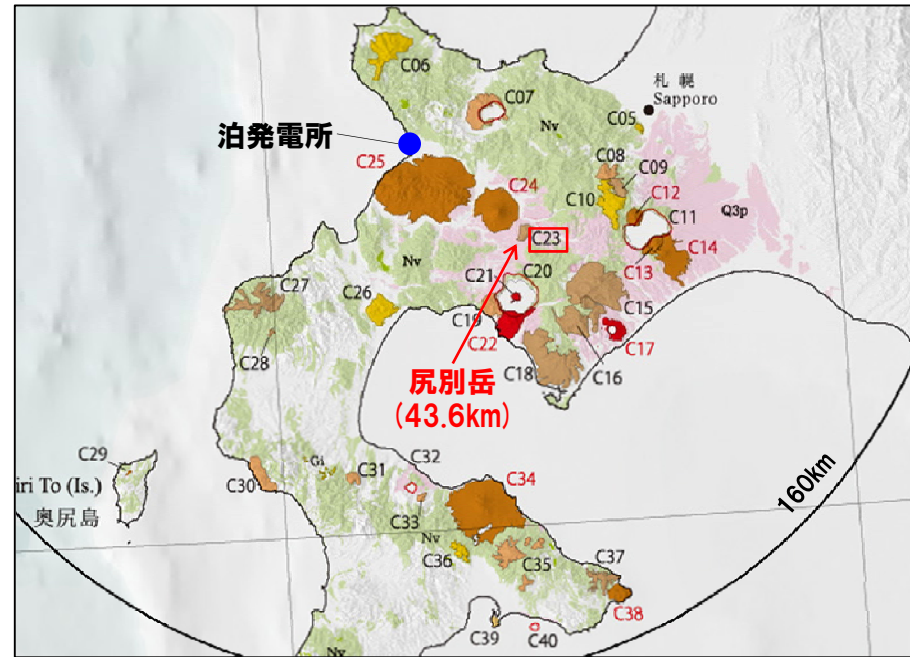 C06
C07
札幌
Sapporo
C05
Nv
泊発電所
C25
C24
C08
C09
C10
C12
C11
Q3p
C23
C13
C14
Nv
C21
C20
C27
C26
C19
C15
C22
C17
C28
C18
C16
尻別岳
(43.6km)
160km
C29
iri To (Is.)
奥尻島
C30
Gi
C31
C32
C33
C34
Nv
C36
C35
C37
C38
C39
C40
Nv